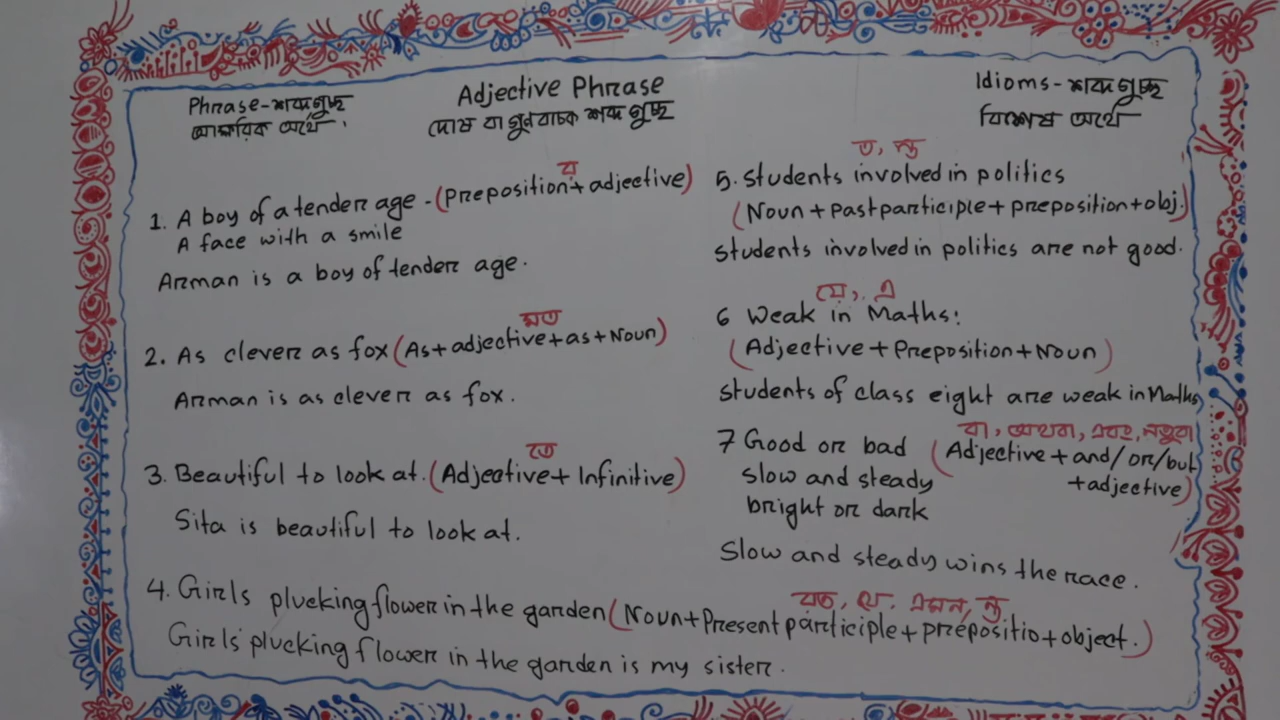 Phrase-শব্দগুচ্ছ
আক্ষরিক অর্থে।
Adjective Phrase
দোষ বা গুনবাচক শব্দগুচ্ছ
Idioms-শব্দগুচ্ছ
বিশেষ অর্থে
র
1. A boy of a tender age - (Preposition + adjective)
A face with a smile
Arman is a boy of tender age.
মত
2. As clever as fox (As + adjective + as + Noun)
Arman is as clever as fox.
তে
3. Beautiful to look at. (Adjective + Infinitive)
Sita is beautiful to look at.
4. Girls plucking flower in the garden (Noun + Present participle + prepositio + object.)
Girls plucking flower in the garden is my sister.
ত, ন্ত
5. Students involved in politics
(Noun + Past participle + preposition + obj.)
Students involved in politics are not good.
যে, এ
6 Weak in Maths:
(Adjective + Preposition + Noun)
Students of class eight are weak in Maths
বা, অথবা, এবং, নতুবা
7 Good or bad (Adjective + and/or/but
slow and steady + adjective)
bright or dark
Slow and steady wins the race.